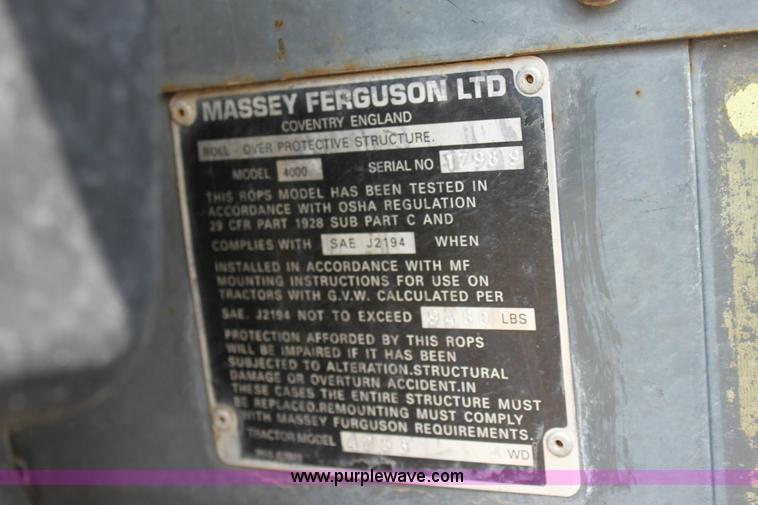 MASSEY FERGUSON LTD
COVENTRY ENGLAND
ROLL - OVER PROTECTIVE STRUCTURE.
MODEL 4000 SERIAL NO 17989
THIS ROPS MODEL HAS BEEN TESTED IN
ACCORDANCE WITH OSHA REGULATION
29 CFR PART 1928 SUB PART C AND
COMPLIES WITH SAE J2194 WHEN
INSTALLED IN ACCORDANCE WITH MF
MOUNTING INSTRUCTIONS FOR USE ON
TRACTORS WITH G.V.W. CALCULATED PER
SAE. J2194 NOT TO EXCEED LBS
PROTECTION AFFORDED BY THIS ROPS
WILL BE IMPAIRED IF IT HAS BEEN
SUBJECTED TO ALTERATION.STRUCTURAL
DAMAGE OR OVERTURN ACCIDENT.IN
THESE CASES THE ENTIRE STRUCTURE MUST
BE REPLACED.REMOUNTING MUST COMPLY
WITH MASSEY FURGUSON REQUIREMENTS.
TRACTOR MODEL WD
www.purplewave.com